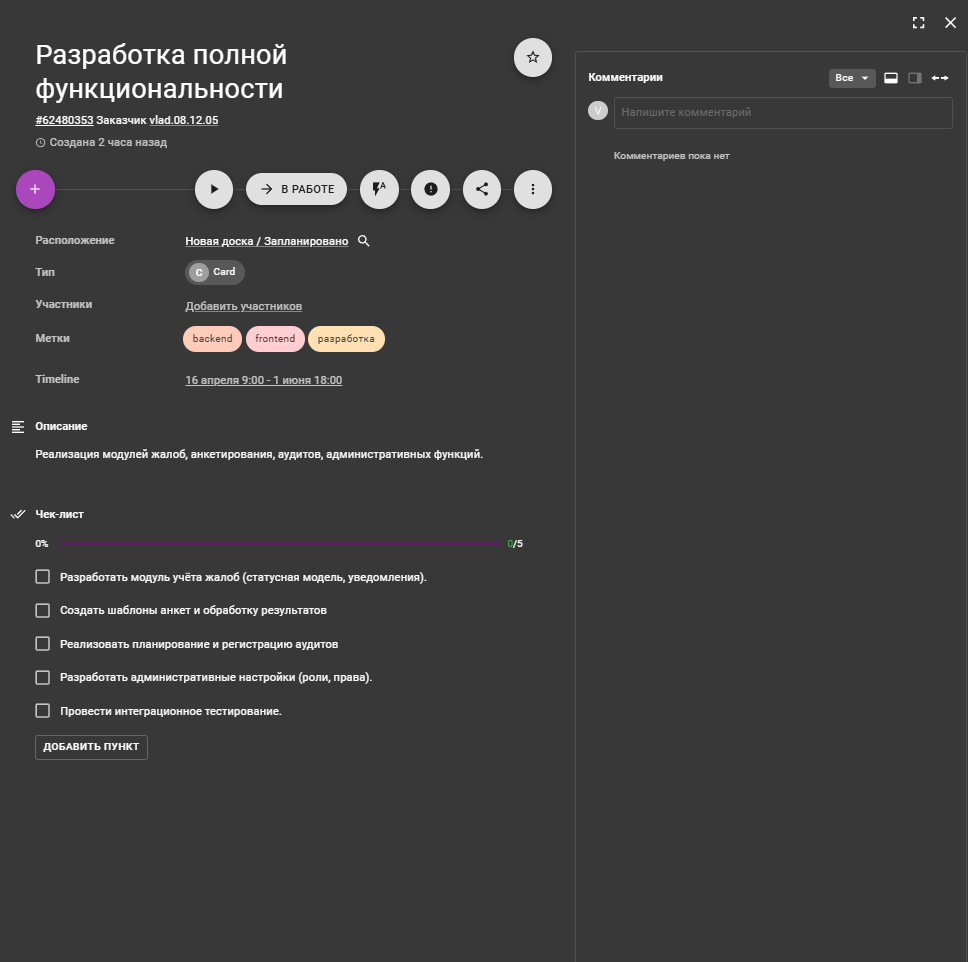 Разработка полной
функциональности
#62480353 Заказчик vlad.08.12.05
Создана 2 часа назад
В РАБОТЕ
Расположение
Новая доска / Запланировано
Тип
C Card
Участники
Добавить участников
Метки
backend frontend разработка
Timeline
16 апреля 9:00 - 1 июня 18:00
Описание
Реализация модулей жалоб, анкетирования, аудитов, административных функций.
Чек-лист
0% 0/5
Разработать модуль учёта жалоб (статусная модель, уведомления).
Создать шаблоны анкет и обработку результатов
Реализовать планирование и регистрацию аудитов
Разработать административные настройки (роли, права).
Провести интеграционное тестирование.
ДОБАВИТЬ ПУНКТ
Комментарии
Все
V
Напишите комментарий
Комментариев пока нет